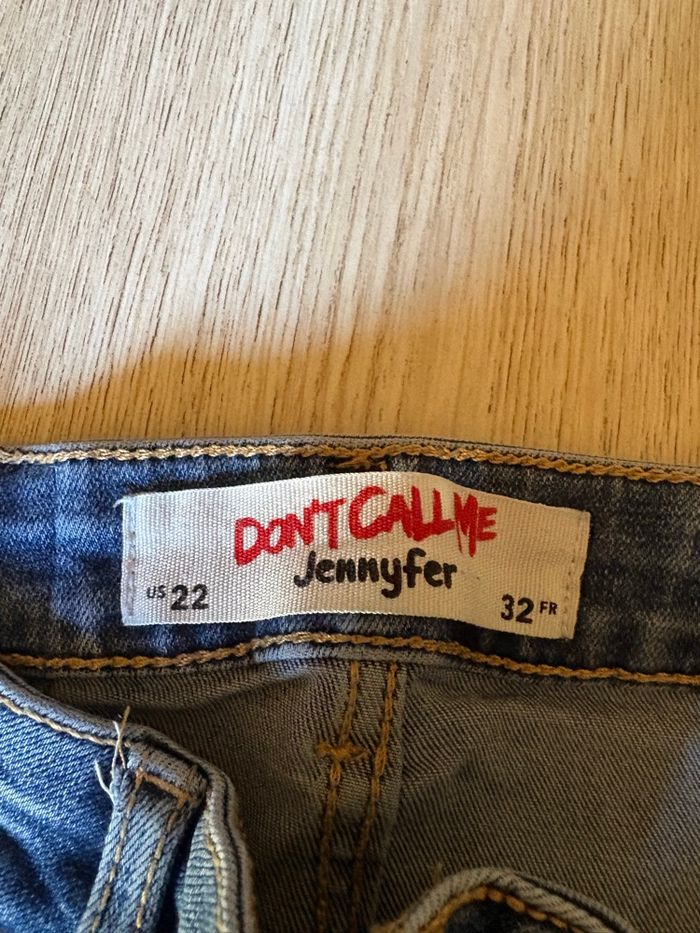 DON'T CALL ME
Jennyfer
US 22
32 FR